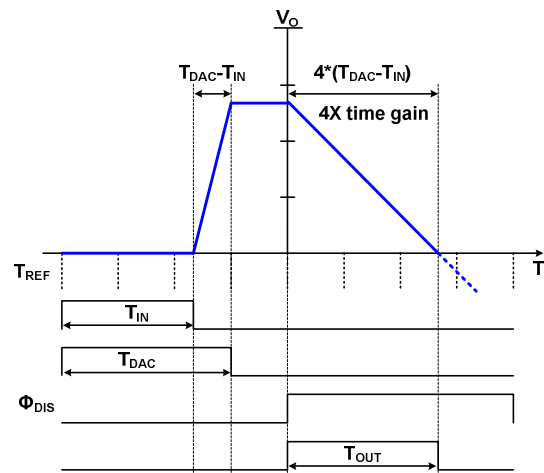 VO
TDAC-TIN
4*(TDAC-TIN)
4X time gain
TREF
T
TIN
TDAC
ΦDIS
TOUT